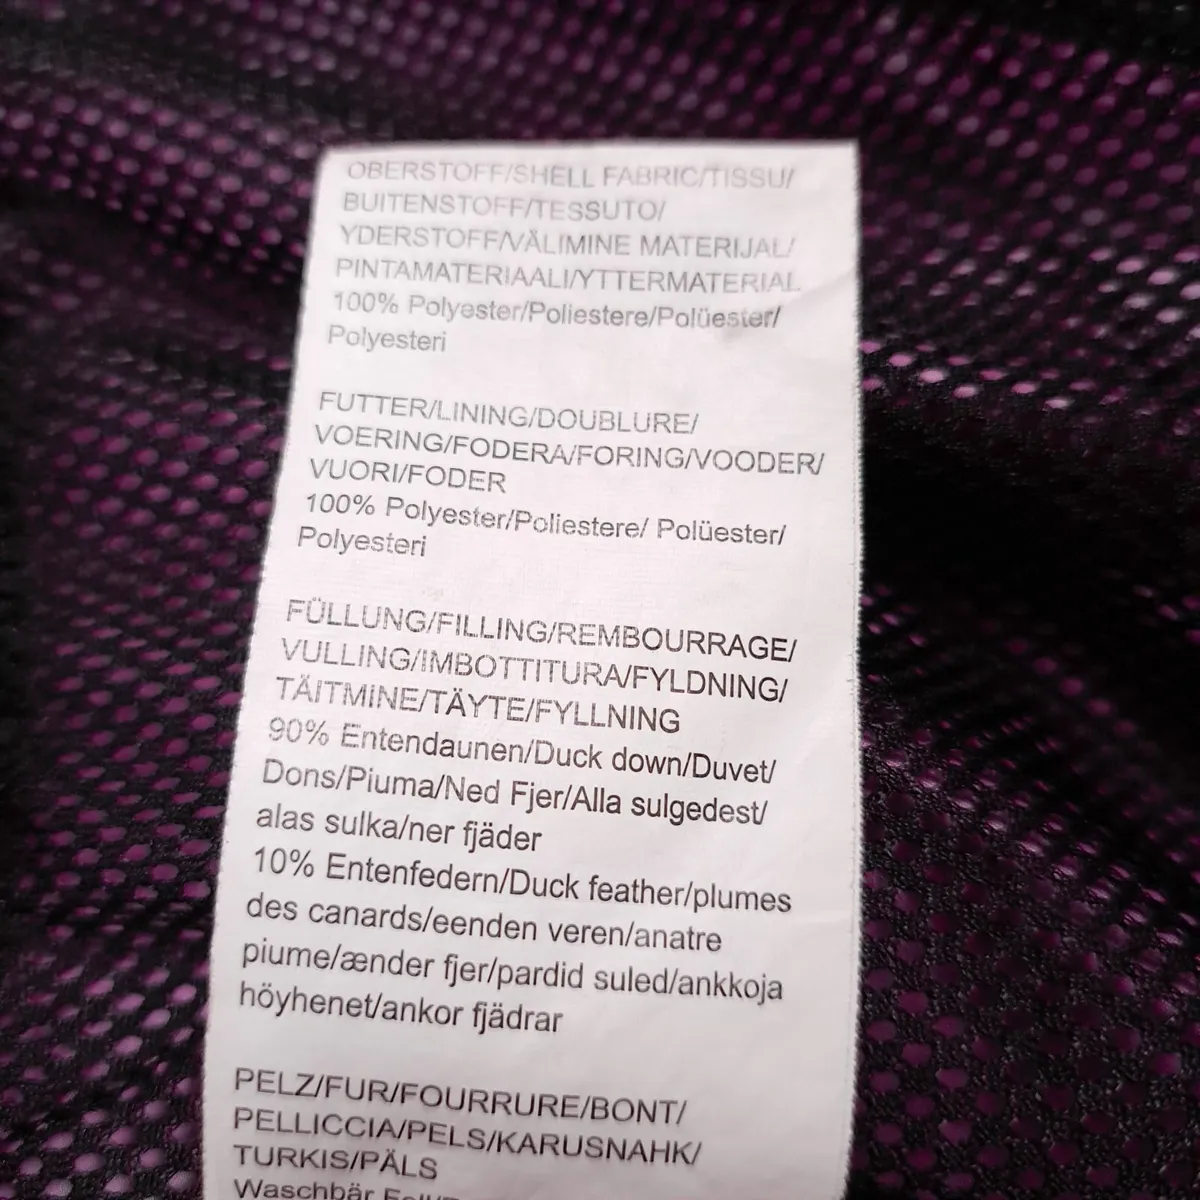 OBERSTOFF/SHELL FABRIC/TISSU/
BUITENSTOFF/TESSUTO/
YDERSTOFF/VÄLIMINE MATERIJAL/
PINTAMATERIAALI/YTTERMATERIAL
100% Polyester/Poliestere/Polüester/
Polyesteri
FUTTER/LINING/DOUBLURE/
VOERING/FODERA/FORING/VOODER/
VUORI/FODER
100% Polyester/Poliestere/ Polüester/
Polyesteri
FÜLLUNG/FILLING/REMBOURRAGE/
VULLING/IMBOTTITURA/FYLDNING/
TÄITMINE/TÄYTE/FYLLNING
90% Entendaunen/Duck down/Duvet/
Dons/Piuma/Ned Fjer/Alla sulgedest/
alas sulka/ner fjäder
10% Entenfedern/Duck feather/plumes
des canards/eenden veren/anatre
piume/ænder fjer/pardid suled/ankkoja
höyhenet/ankor fjädrar
PELZ/FUR/FOURRURE/BONT/
PELLICCIA/PELS/KARUSNAHK/
TURKIS/PÄLS
Waschbär